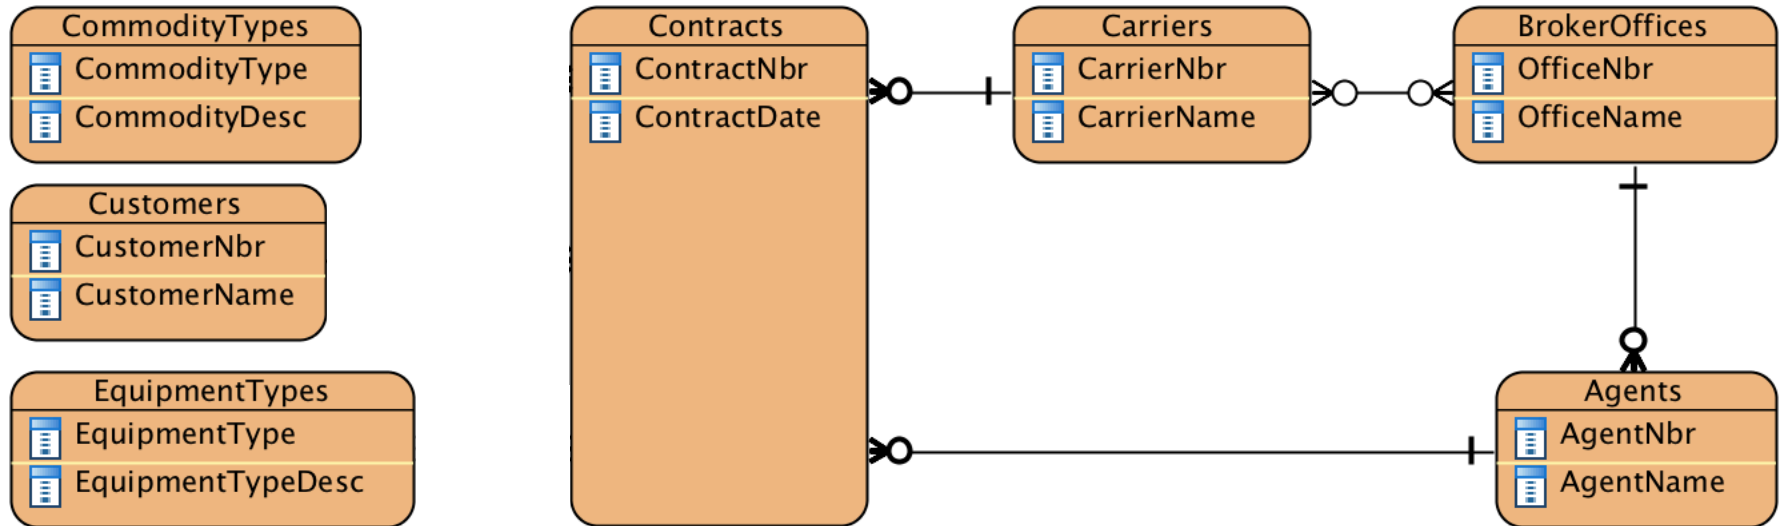 CommodityTypes
CommodityType
CommodityDesc
Customers
CustomerNbr
CustomerName
EquipmentTypes
EquipmentType
EquipmentTypeDesc
Contracts
ContractNbr
ContractDate
Carriers
CarrierNbr
CarrierName
BrokerOffices
OfficeNbr
OfficeName
Agents
AgentNbr
AgentName